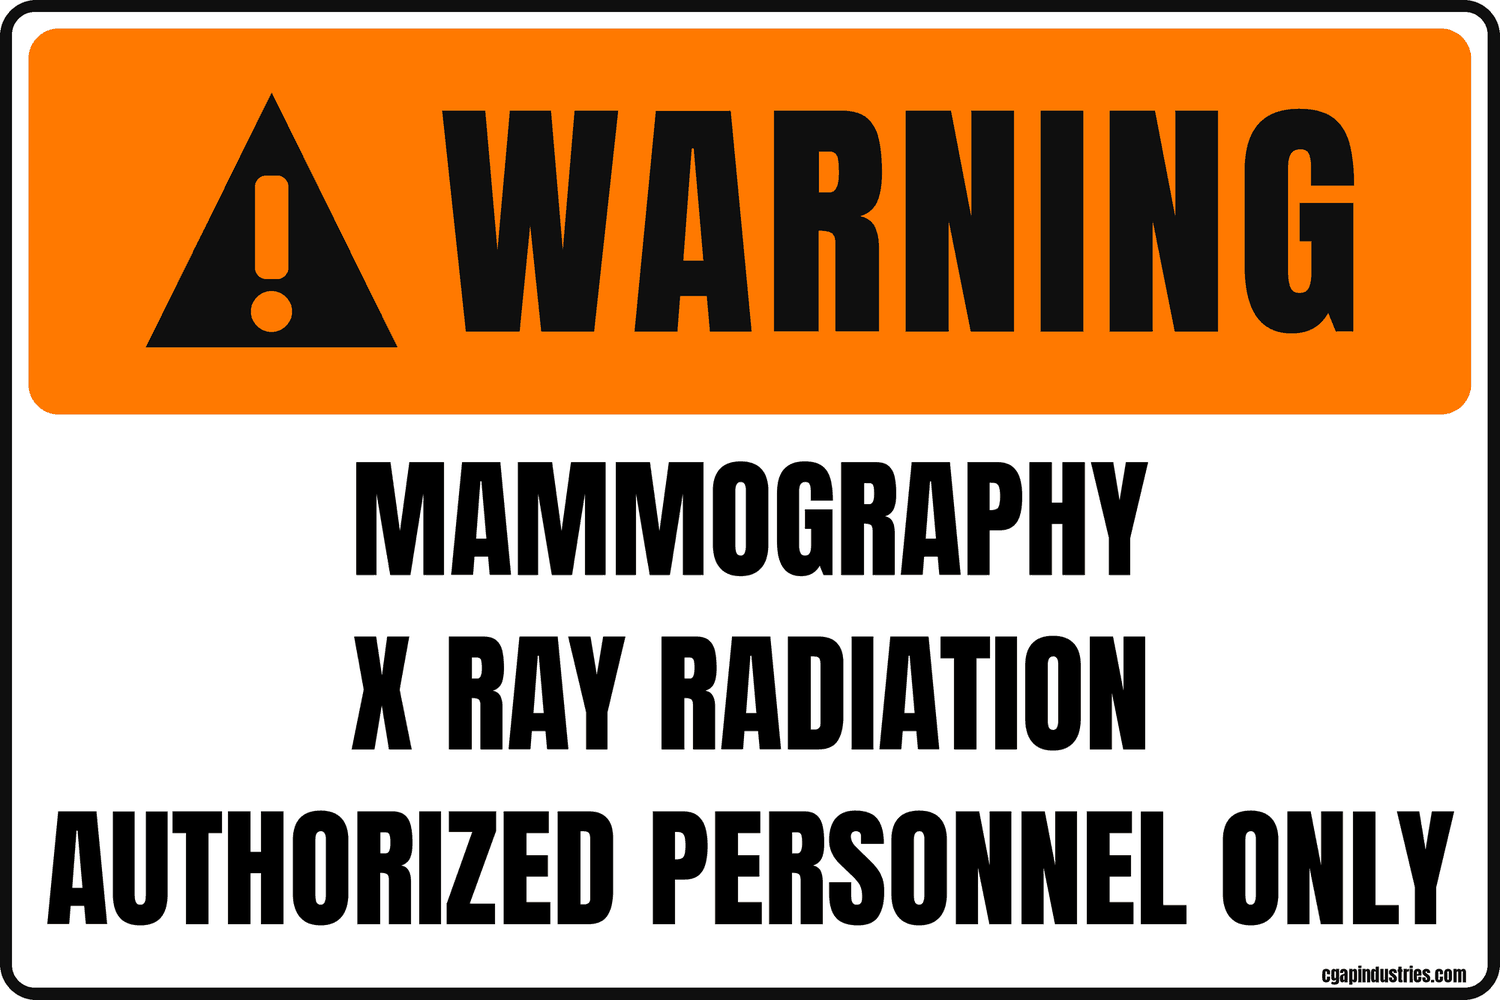 WARNING
MAMMOGRAPHY
X RAY RADIATION
AUTHORIZED PERSONNEL ONLY
cgapindustries.com